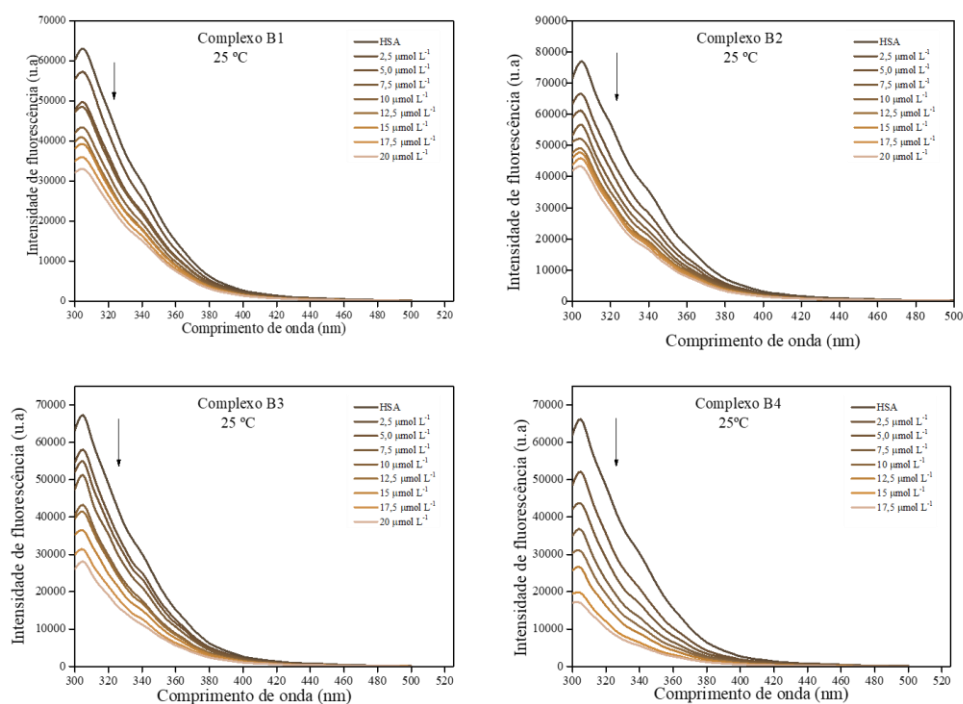 Complexo B1
25 ºC
Intensidade de fluorescência (u.a)
70000
60000
50000
40000
30000
20000
10000
0
300 320 340 360 380 400 420 440 460 480 500 520
Comprimento de onda (nm)
HSA
2,5 µmol L⁻¹
5,0 µmol L⁻¹
7,5 µmol L⁻¹
10 µmol L⁻¹
12,5 µmol L⁻¹
15 µmol L⁻¹
17,5 µmol L⁻¹
20 µmol L⁻¹
Complexo B2
25 ºC
Intensidade de fluorescência (u.a)
90000
80000
70000
60000
50000
40000
30000
20000
10000
0
300 320 340 360 380 400 420 440 460 480 500
Comprimento de onda (nm)
HSA
2,5 µmol L⁻¹
5,0 µmol L⁻¹
7,5 µmol L⁻¹
10 µmol L⁻¹
12,5 µmol L⁻¹
15 µmol L⁻¹
17,5 µmol L⁻¹
20 µmol L⁻¹
Complexo B3
25 ºC
Intensidade de fluorescência (u.a)
70000
60000
50000
40000
30000
20000
10000
0
300 320 340 360 380 400 420 440 460 480 500 520
Comprimento de onda (nm)
HSA
2,5 µmol L⁻¹
5,0 µmol L⁻¹
7,5 µmol L⁻¹
10 µmol L⁻¹
12,5 µmol L⁻¹
15 µmol L⁻¹
17,5 µmol L⁻¹
20 µmol L⁻¹
Complexo B4
25ºC
Intensidade de fluorescência (u.a)
70000
60000
50000
40000
30000
20000
10000
0
300 320 340 360 380 400 420 440 460 480 500 520
Comprimento de onda (nm)
HSA
2,5 µmol L⁻¹
5,0 µmol L⁻¹
7,5 µmol L⁻¹
10 µmol L⁻¹
12,5 µmol L⁻¹
15 µmol L⁻¹
17,5 µmol L⁻¹